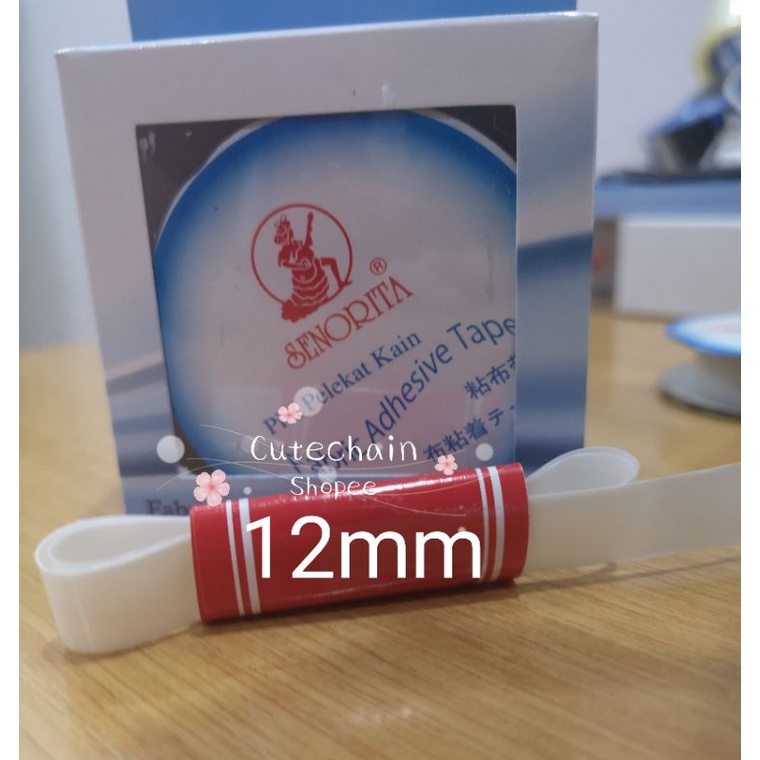 ®
SENORITA
Pelekat Kain
Adhesive Tape
粘布
布粘着テ
Cutechain
Shopee
12mm